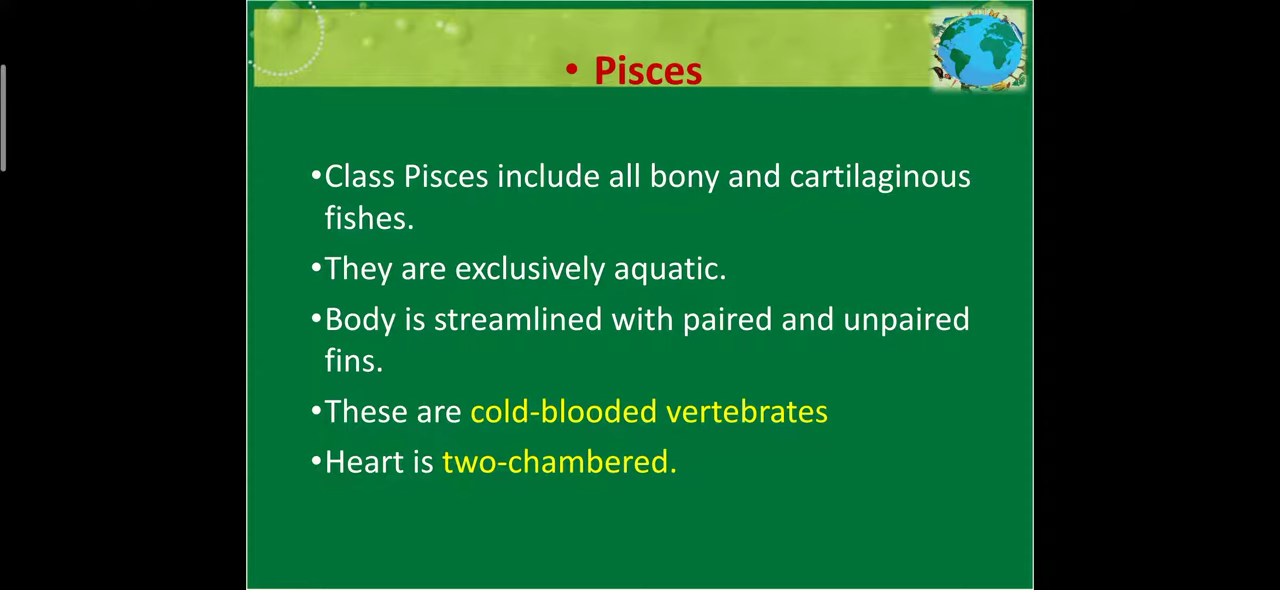 • Pisces
•Class Pisces include all bony and cartilaginous
fishes.
•They are exclusively aquatic.
•Body is streamlined with paired and unpaired
fins.
•These are cold-blooded vertebrates
•Heart is two-chambered.